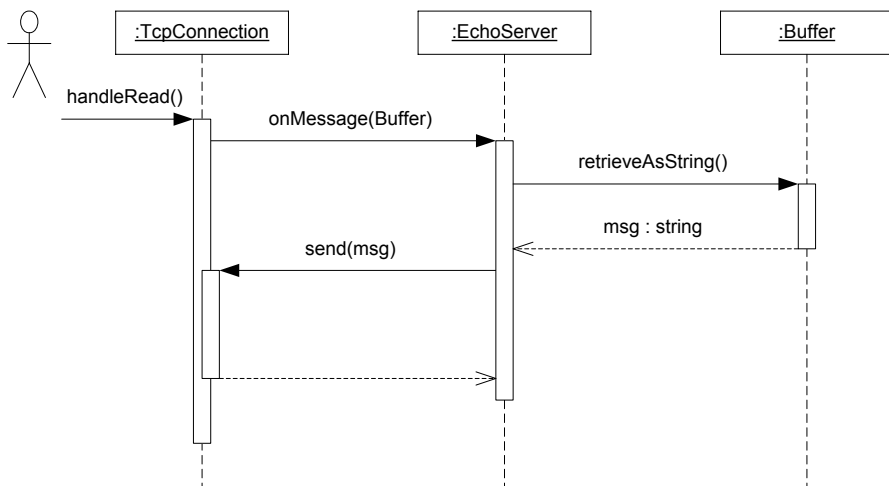 :TcpConnection
:EchoServer
:Buffer
handleRead()
onMessage(Buffer)
retrieveAsString()
msg : string
send(msg)